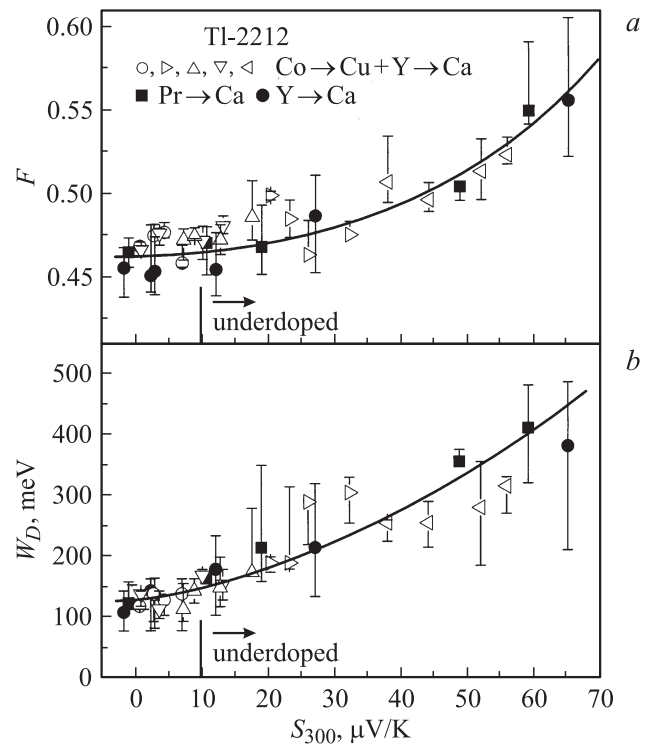 a
0.60
Tl-2212
, , , , Co→Cu+Y→Ca
Pr→Ca Y→Ca
0.55
F
0.50
0.45
underdoped
b
500
400
W_D, meV
300
200
100
underdoped
0
0 10 20 30 40 50 60 70
S_300, μV/K